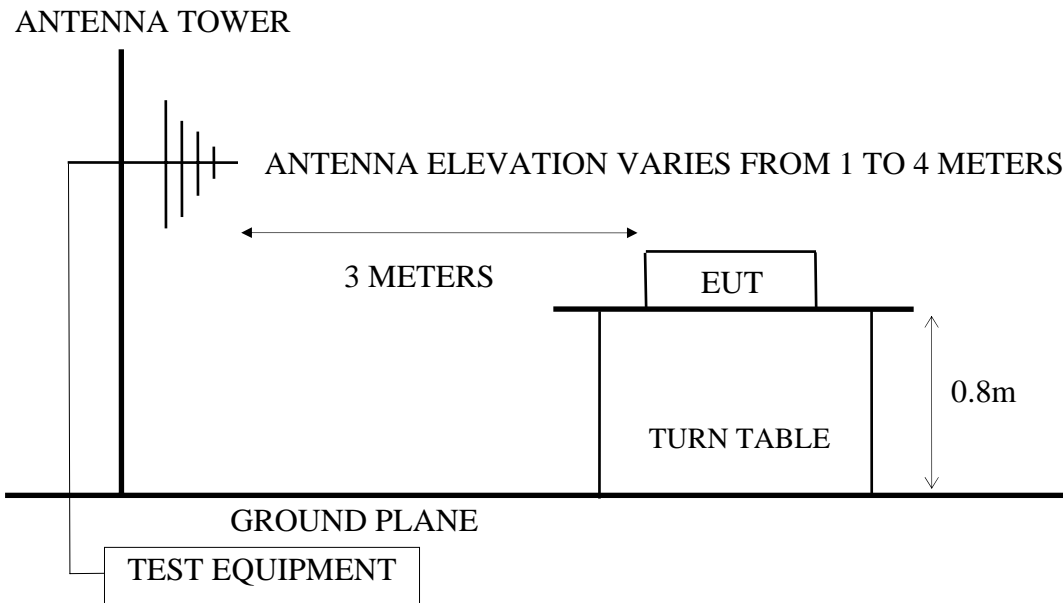 ANTENNA TOWER
ANTENNA ELEVATION VARIES FROM 1 TO 4 METERS
3 METERS
EUT
0.8m
TURN TABLE
GROUND PLANE
TEST EQUIPMENT